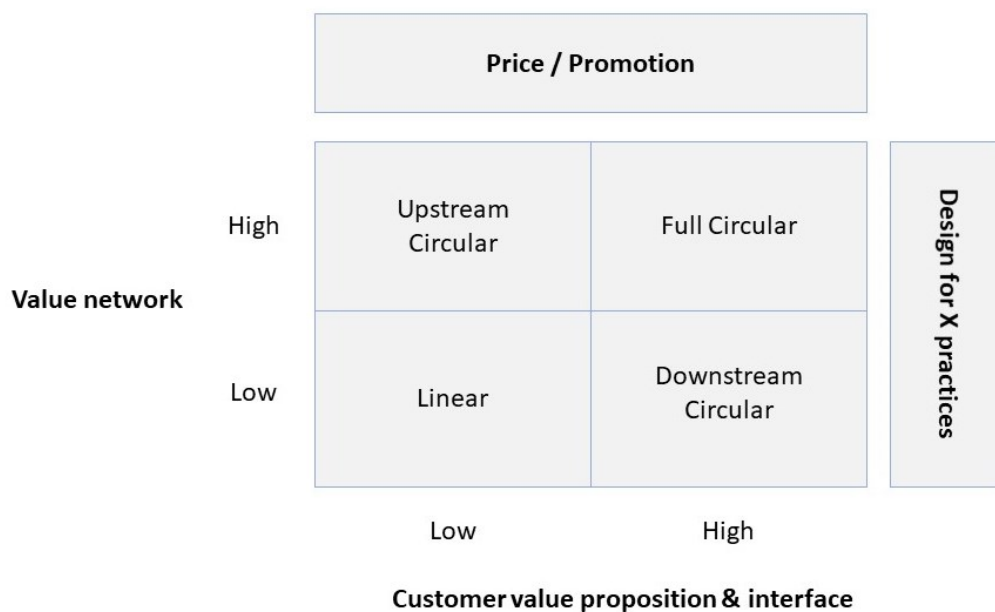 Price / Promotion
High
Upstream
Circular
Full Circular
Value network
Low
Linear
Downstream
Circular
Design for X practices
Low
High
Customer value proposition & interface